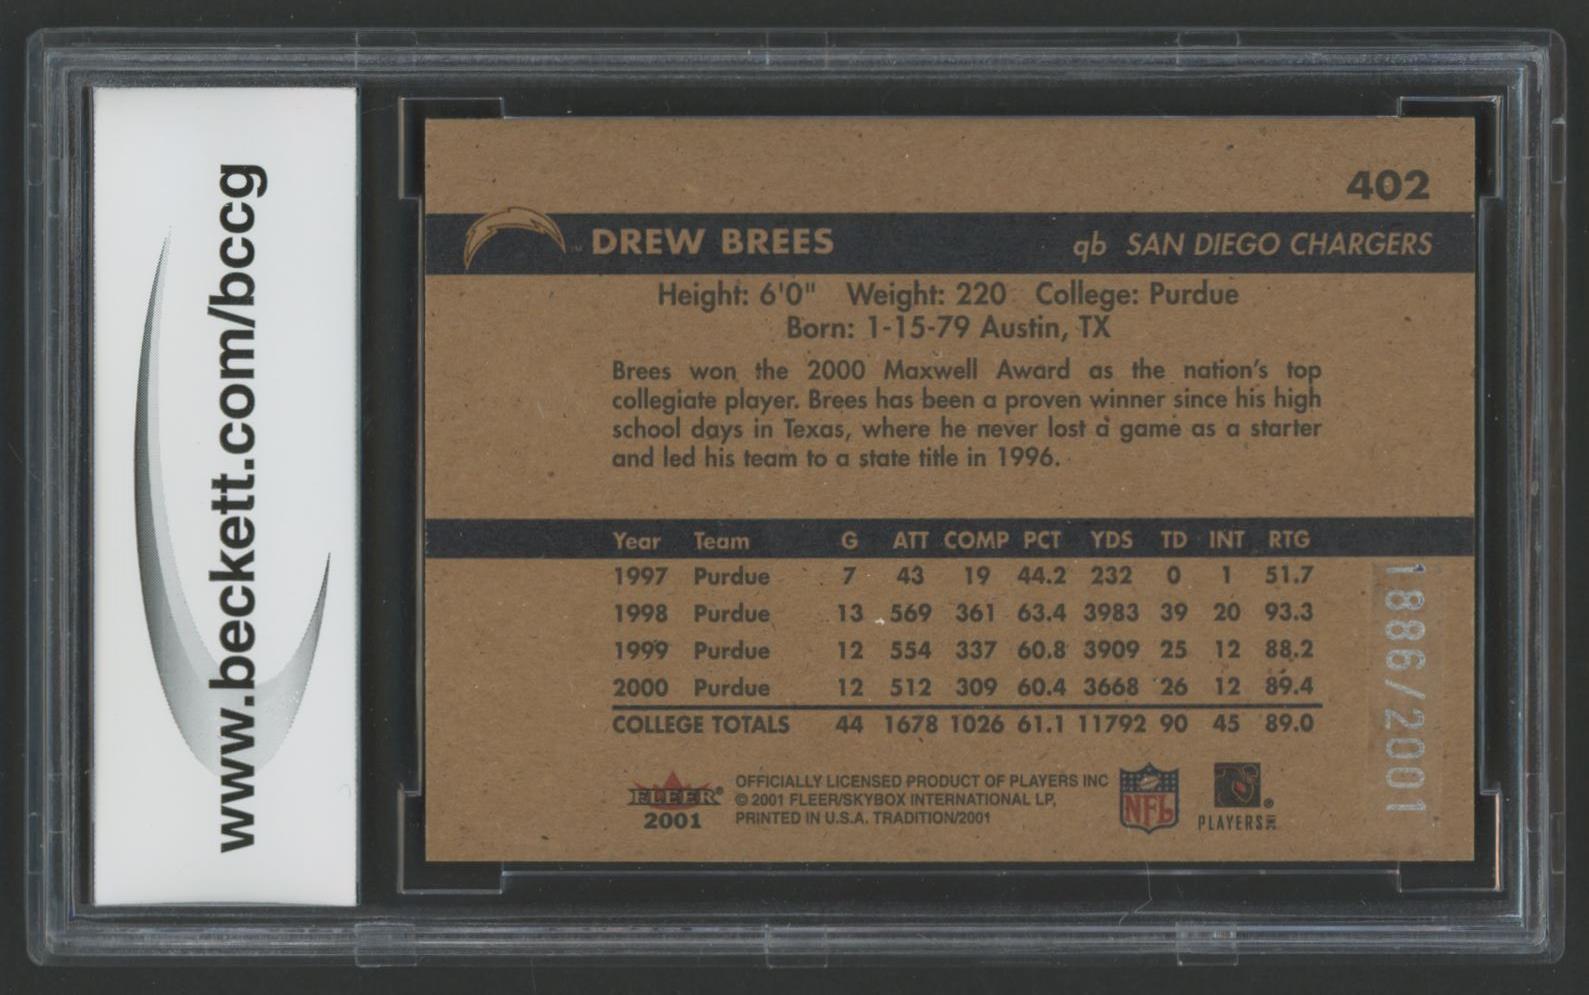 www.beckett.com/bccg
402
DREW BREES qb SAN DIEGO CHARGERS
Height: 6'0" Weight: 220 College: Purdue
Born: 1-15-79 Austin, TX
Brees won the 2000 Maxwell Award as the nation's top
collegiate player. Brees has been a proven winner since his high
school days in Texas, where he never lost a game as a starter
and led his team to a state title in 1996.
Year Team G ATT COMP PCT YDS TD INT RTG
1997 Purdue 7 43 19 44.2 232 0 1 51.7
1998 Purdue 13 569 361 63.4 3983 39 20 93.3
1999 Purdue 12 554 337 60.8 3909 25 12 88.2
2000 Purdue 12 512 309 60.4 3668 26 12 89.4
COLLEGE TOTALS 44 1678 1026 61.1 11792 90 45 89.0
1886/2001
FLEER®
2001
OFFICIALLY LICENSED PRODUCT OF PLAYERS INC
© 2001 FLEER/SKYBOX INTERNATIONAL LP,
PRINTED IN U.S.A. TRADITION/2001
NFL
PLAYERS INC ®